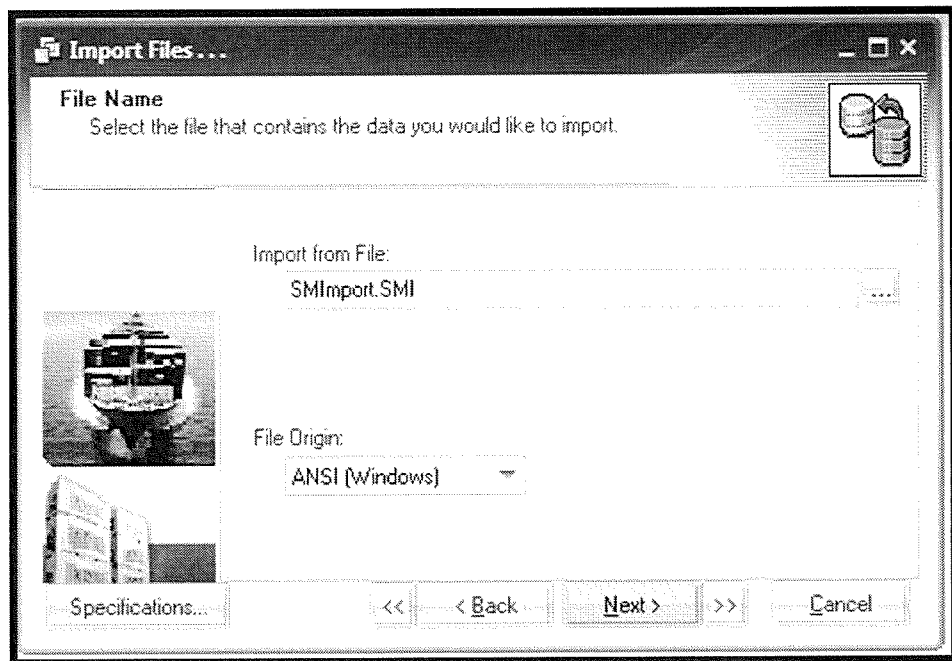 Import Files...
File Name
Select the file that contains the data you would like to import.
Import from File:
SMImport.SMI
...
File Origin:
ANSI (Windows)
Specifications...
<<
< Back
Next >
>>
Cancel